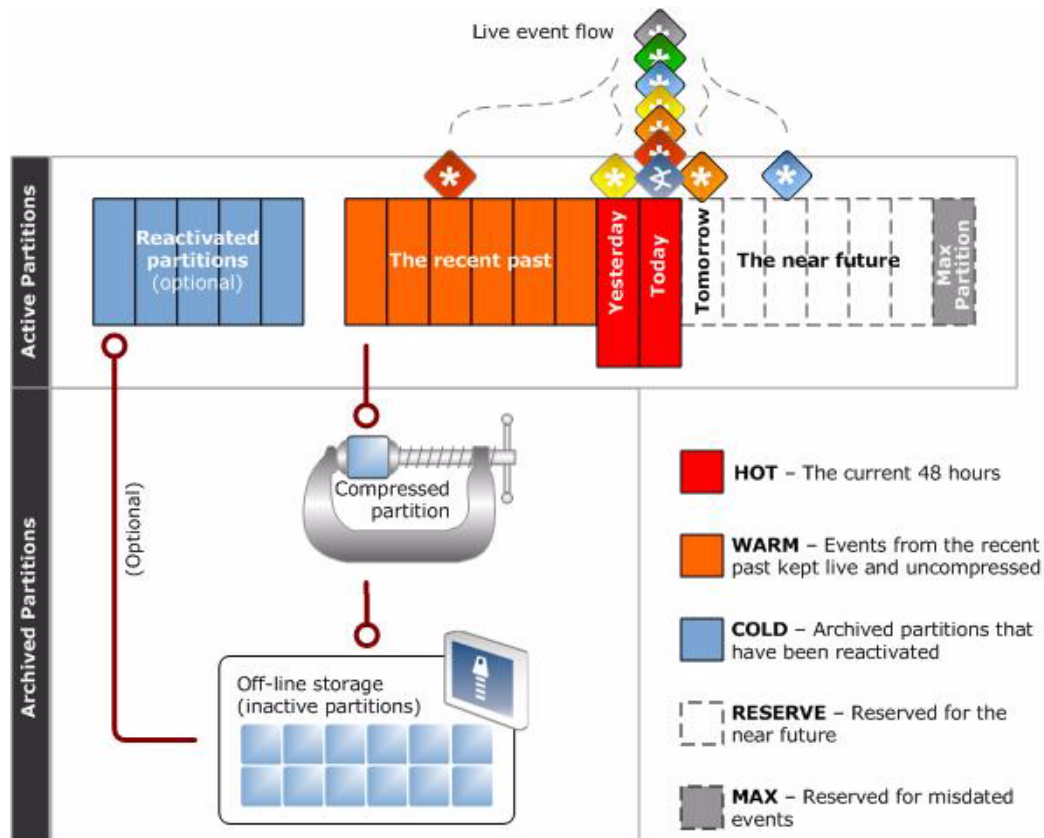 Live event flow
Active Partitions
Reactivated
partitions
(optional)
The recent past
Yesterday
Today
Tomorrow
The near future
Max
Partition
Archived Partitions
(Optional)
Compressed
partition
Off-line storage
(inactive partitions)
HOT – The current 48 hours
WARM – Events from the recent
past kept live and uncompressed
COLD – Archived partitions that
have been reactivated
RESERVE – Reserved for the
near future
MAX – Reserved for misdated
events